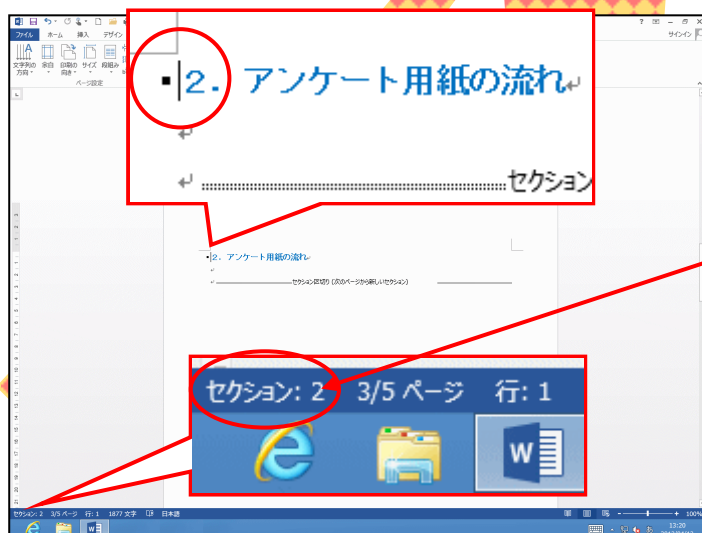 ? － X
ファイル ホーム 挿入 デザイン
サインイン
文字列の方向 余白 印刷の向き サイズ 段組み
ページ設定
2. アンケート用紙の流れ
セクション
2. アンケート用紙の流れ
セクション区切り (次のページから新しいセクション)
セクション: 2 3/5 ページ 行: 1
W
セクション: 2 3/5 ページ 行: 1 1877 文字 日本語 100%
13:20